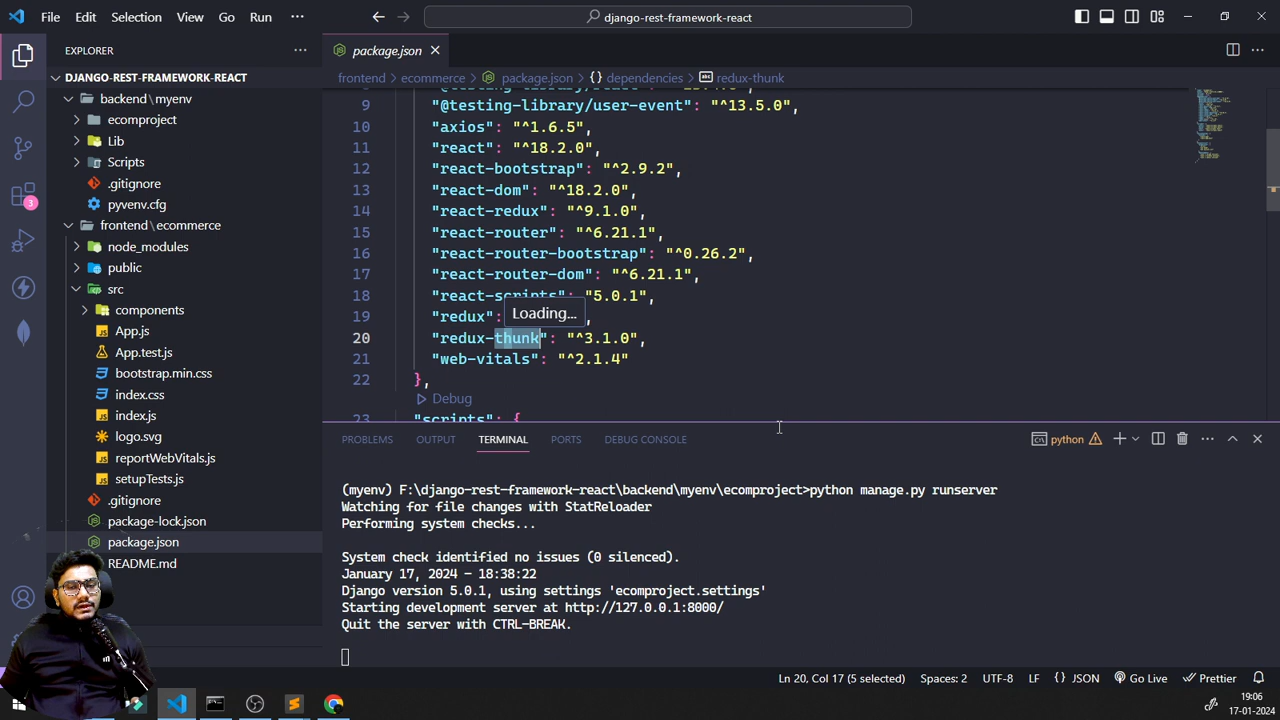 File Edit Selection View Go Run ···
django-rest-framework-react
EXPLORER
DJANGO-REST-FRAMEWORK-REACT
backend\myenv
ecomproject
Lib
Scripts
.gitignore
pyvenv.cfg
frontend\ecommerce
node_modules
public
src
components
App.js
App.test.js
bootstrap.min.css
index.css
index.js
logo.svg
reportWebVitals.js
setupTests.js
.gitignore
package-lock.json
package.json
README.md
3
package.json
frontend > ecommerce > package.json > {} dependencies > abc redux-thunk
9 "@testing-library/user-event": "^13.5.0",
10 "axios": "^1.6.5",
11 "react": "^18.2.0",
12 "react-bootstrap": "^2.9.2",
13 "react-dom": "^18.2.0",
14 "react-redux": "^9.1.0",
15 "react-router": "^6.21.1",
16 "react-router-bootstrap": "^0.26.2",
17 "react-router-dom": "^6.21.1",
18 "react-scripts": "5.0.1",
19 "redux": ,
Loading...
20 "redux-thunk": "^3.1.0",
21 "web-vitals": "^2.1.4"
22 },
Debug
23 "scripts": {
PROBLEMS OUTPUT TERMINAL PORTS DEBUG CONSOLE
python
(myenv) F:\django-rest-framework-react\backend\myenv\ecomproject>python manage.py runserver
Watching for file changes with StatReloader
Performing system checks...
System check identified no issues (0 silenced).
January 17, 2024 - 18:38:22
Django version 5.0.1, using settings 'ecomproject.settings'
Starting development server at http://127.0.0.1:8000/
Quit the server with CTRL-BREAK.
Ln 20, Col 17 (5 selected) Spaces: 2 UTF-8 LF {} JSON Go Live Prettier
19:06
17-01-2024